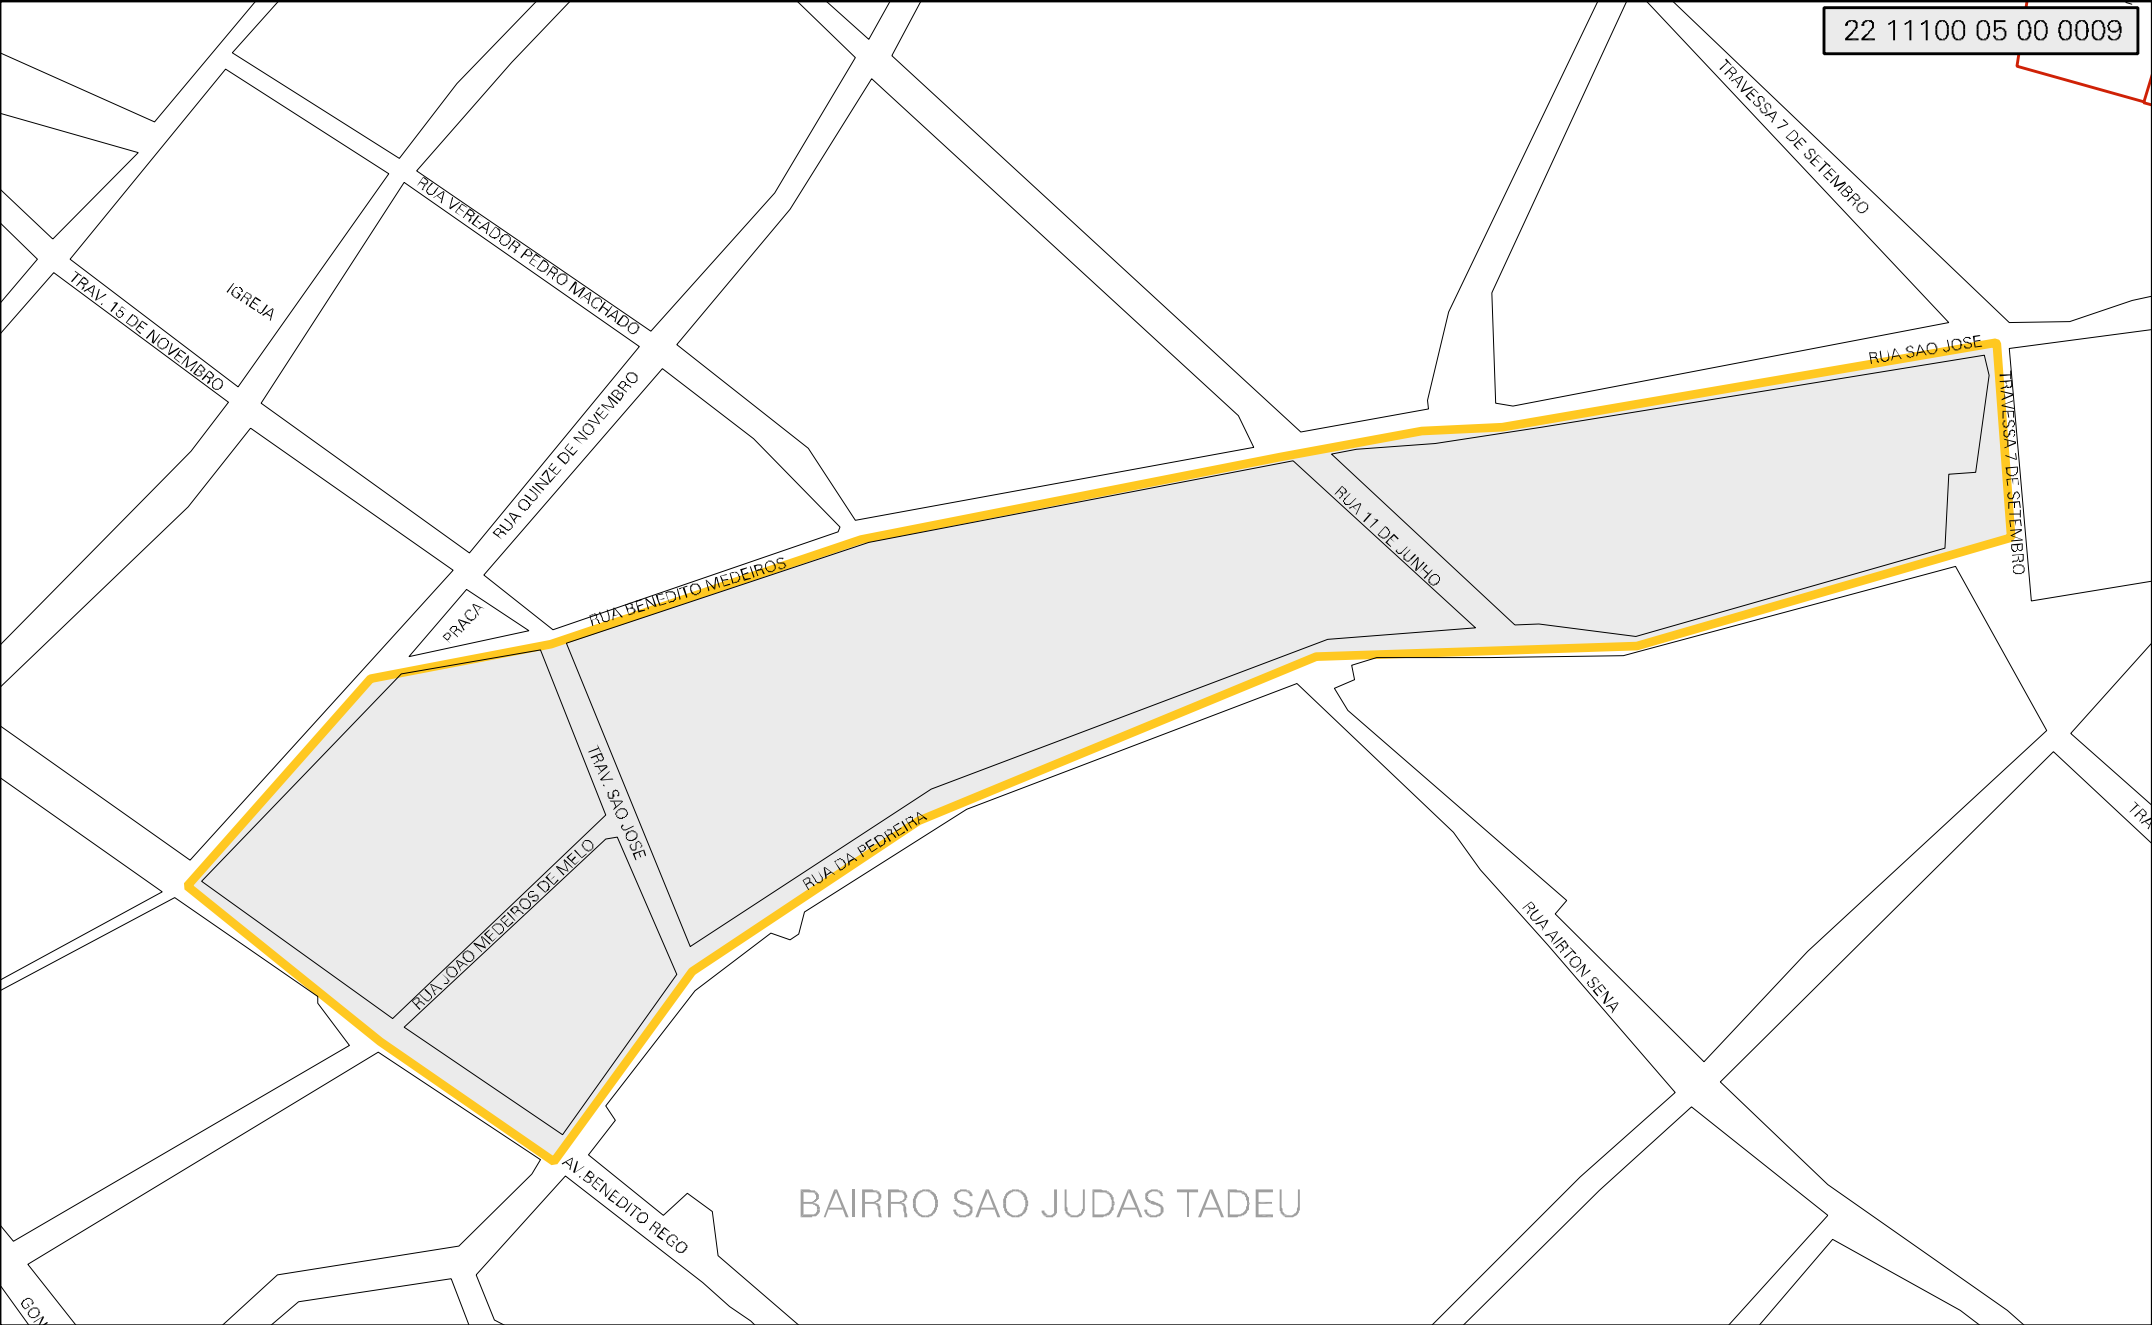 22 11100 05 00 0009
TRAVESSA 7 DE SETEMBRO
RUA VEREADOR PEDRO MACHADO
IGREJA
TRAV. 15 DE NOVEMBRO
RUA SAO JOSE
TRAVESSA 7 DE SETEMBRO
RUA QUINZE DE NOVEMBRO
RUA 11 DE JUNHO
RUA BENEDITO MEDEIROS
PRACA
TRAV. SAO JOSE
RUA DA PEDREIRA
RUA JOAO MEDEIROS DE MELO
TRA
RUA AIRTON SENA
AV.BENEDITO REGO
BAIRRO SAO JUDAS TADEU